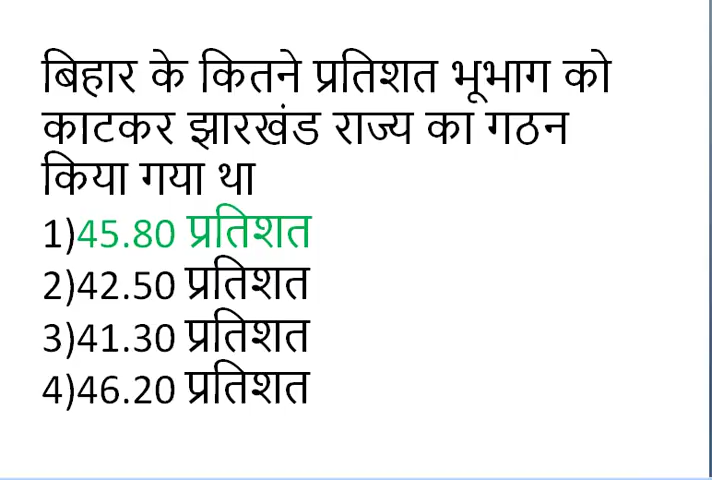 बिहार के कितने प्रतिशत भूभाग को
काटकर झारखंड राज्य का गठन
किया गया था
1)45.80 प्रतिशत
2)42.50 प्रतिशत
3)41.30 प्रतिशत
4)46.20 प्रतिशत